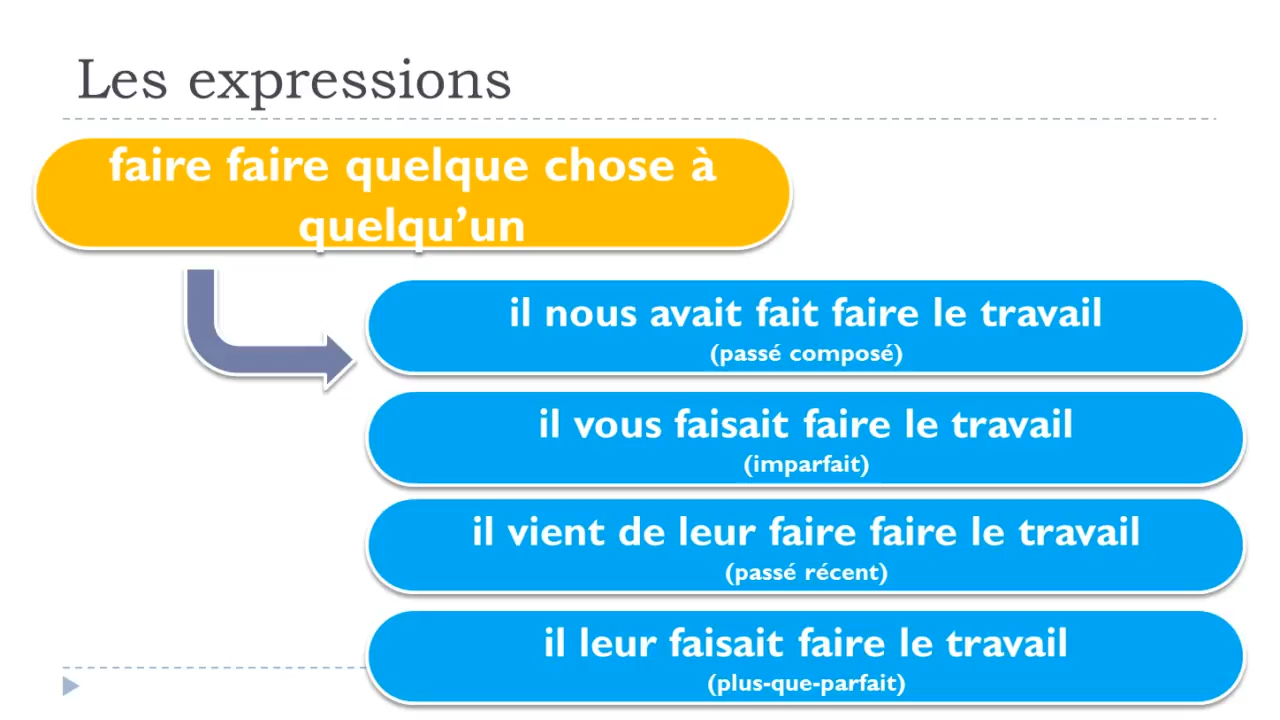 Les expressions
faire faire quelque chose à
quelqu’un
il nous avait fait faire le travail
(passé composé)
il vous faisait faire le travail
(imparfait)
il vient de leur faire faire le travail
(passé récent)
il leur faisait faire le travail
(plus-que-parfait)